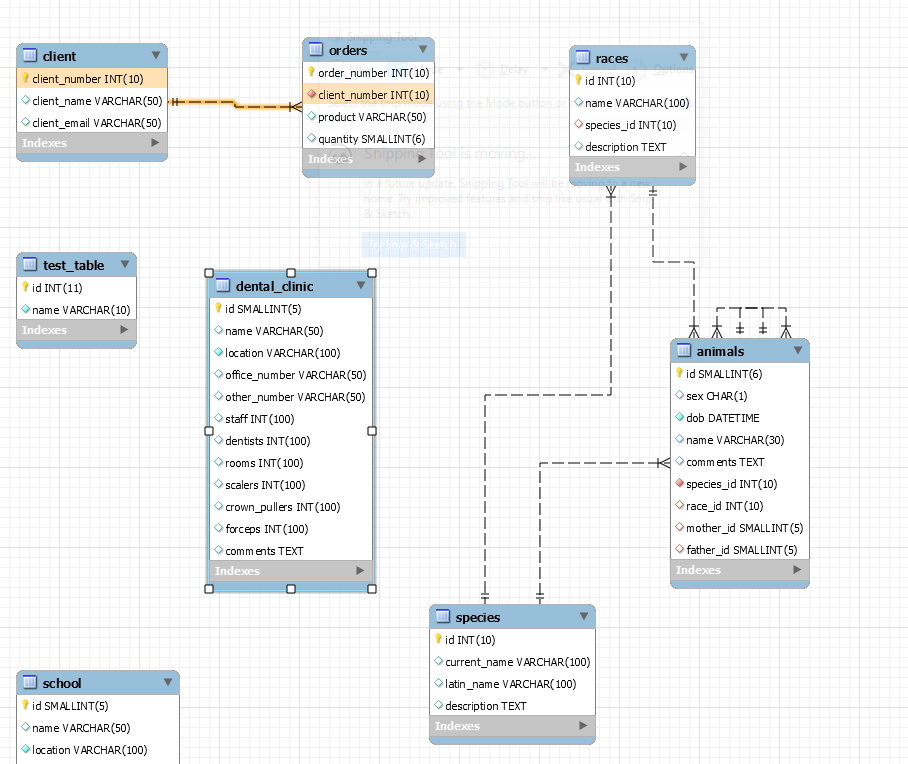 client
client_number INT(10)
client_name VARCHAR(50)
client_email VARCHAR(50)
Indexes
orders
order_number INT(10)
client_number INT(10)
product VARCHAR(50)
quantity SMALLINT(6)
Indexes
Snipping Tool
Delay
Options
using the Mode button or
Snipping Tool is moving...
In a future update, Snipping Tool will be moving to a new
home. Try improved features and snip like usual with Snip
& Sketch.
Try Snip & Sketch
races
id INT(10)
name VARCHAR(100)
species_id INT(10)
description TEXT
Indexes
test_table
id INT(11)
name VARCHAR(10)
Indexes
dental_clinic
id SMALLINT(5)
name VARCHAR(50)
location VARCHAR(100)
office_number VARCHAR(50)
other_number VARCHAR(50)
staff INT(100)
dentists INT(100)
rooms INT(100)
scalers INT(100)
crown_pullers INT(100)
forceps INT(100)
comments TEXT
Indexes
animals
id SMALLINT(6)
sex CHAR(1)
dob DATETIME
name VARCHAR(30)
comments TEXT
species_id INT(10)
race_id INT(10)
mother_id SMALLINT(5)
father_id SMALLINT(5)
Indexes
species
id INT(10)
current_name VARCHAR(100)
latin_name VARCHAR(100)
description TEXT
Indexes
school
id SMALLINT(5)
name VARCHAR(50)
location VARCHAR(100)